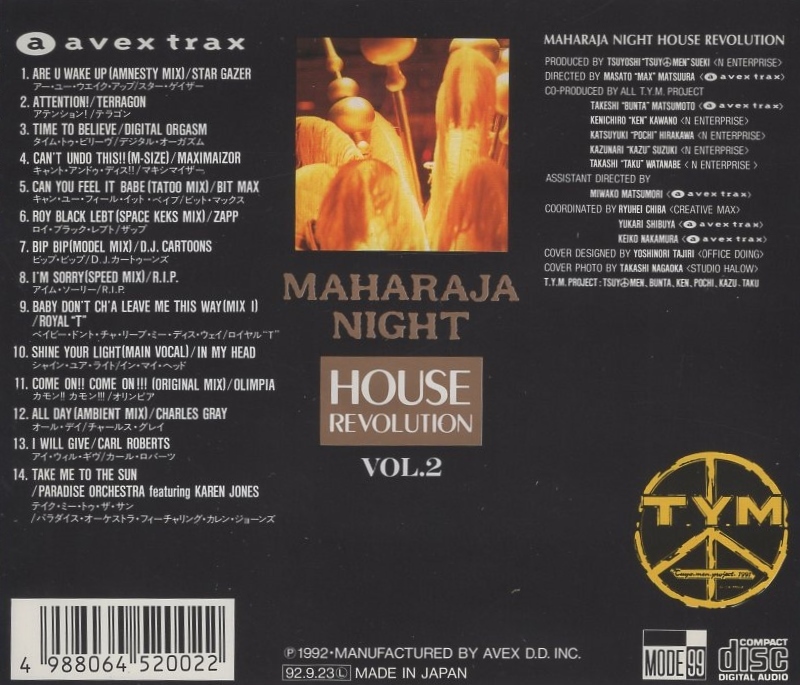 a avex trax
1. ARE U WAKE UP(AMNESTY MIX)/STAR GAZER
アー・ユー・ウェイク・アップ/スター・ゲイザー
2. ATTENTION!/TERRAGON
アテンション!/テラゴン
3. TIME TO BELIEVE/DIGITAL ORGASM
タイム・トゥ・ビリーヴ/デジタル・オーガズム
4. CAN'T UNDO THIS!!(M-SIZE)/MAXIMAIZOR
キャント・アンドゥ・ディス!!/マキシマイザー
5. CAN YOU FEEL IT BABE(TATOO MIX)/BIT MAX
キャン・ユー・フィール・イット・ベイブ/ビット・マックス
6. ROY BLACK LEBT(SPACE KEKS MIX)/ZAPP
ロイ・ブラック・レブト/ザップ
7. BIP BIP(MODEL MIX)/D.J. CARTOONS
ビップ・ビップ/D.J.カートゥーンズ
8. I'M SORRY(SPEED MIX)/R.I.P.
アイム・ソーリー/R.I.P.
9. BABY DON'T CH'A LEAVE ME THIS WAY(MIX I)
/ROYAL "T"
ベイビー・ドント・チャ・リーブ・ミー・ディス・ウェイ/ロイヤル"T"
10. SHINE YOUR LIGHT(MAIN VOCAL)/IN MY HEAD
シャイン・ユア・ライト/イン・マイ・ヘッド
11. COME ON!! COME ON!!! (ORIGINAL MIX)/OLIMPIA
カモン!! カモン!!!/オリンピア
12. ALL DAY(AMBIENT MIX)/CHARLES GRAY
オール・デイ/チャールス・グレイ
13. I WILL GIVE/CARL ROBERTS
アイ・ウィル・ギヴ/カール・ロバーツ
14. TAKE ME TO THE SUN
/PARADISE ORCHESTRA featuring KAREN JONES
テイク・ミー・トゥ・ザ・サン
/パラダイス・オーケストラ・フィーチャリング・カレン・ジョーンズ
MAHARAJA
NIGHT
HOUSE
REVOLUTION
VOL.2
MAHARAJA NIGHT HOUSE REVOLUTION
PRODUCED BY TSUYOSHI "TSUY☮MEN" SUEKI <N ENTERPRISE>
DIRECTED BY MASATO "MAX" MATSUURA <a avex trax>
CO-PRODUCED BY ALL T.Y.M. PROJECT
TAKESHI "BUNTA" MATSUMOTO <a avex trax>
KENICHIRO "KEN" KAWANO <N ENTERPRISE>
KATSUYUKI "POCHI" HIRAKAWA <N ENTERPRISE>
KAZUNARI "KAZU" SUZUKI <N ENTERPRISE>
TAKASHI "TAKU" WATANABE <N ENTERPRISE>
ASSISTANT DIRECTED BY
MIWAKO MATSUMORI <a avex trax>
COORDINATED BY RYUHEI CHIBA <CREATIVE MAX>
YUKARI SHIBUYA <a avex trax>
KEIKO NAKAMURA <a avex trax>
COVER DESIGNED BY YOSHINORI TAJIRI <OFFICE DOING>
COVER PHOTO BY TAKASHI NAGAOKA <STUDIO HALOW>
T.Y.M. PROJECT: TSUY☮MEN, BUNTA, KEN, POCHI, KAZU・TAKU
T.Y.M
4 988064 520022
Ⓟ1992・MANUFACTURED BY AVEX D.D. INC.
92.9.23Ⓛ MADE IN JAPAN
MODE 99
COMPACT
disc
DIGITAL AUDIO